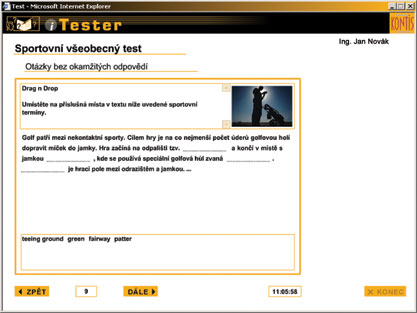 Test - Microsoft Internet Explorer
Tester
KONTIS
Ing. Jan Novák
Sportovní všeobecný test
Otázky bez okamžitých odpovědí
Drag n Drop
Umístěte na příslušná místa v textu níže uvedené sportovní
termíny.
Golf patří mezi nekontaktní sporty. Cílem hry je na co nejmenší počet úderů golfovou holí
dopravit míček do jamky. Hra začíná na odpališti tzv. ____________ a končí v místě s
jamkou ____________ , kde se používá speciální golfová hůl zvaná ____________ ,
____________ je hrací pole mezi odrazištěm a jamkou. ...
teeing ground green fairway patter
ZPĚT
9
DÁLE
11:05:58
KONEC